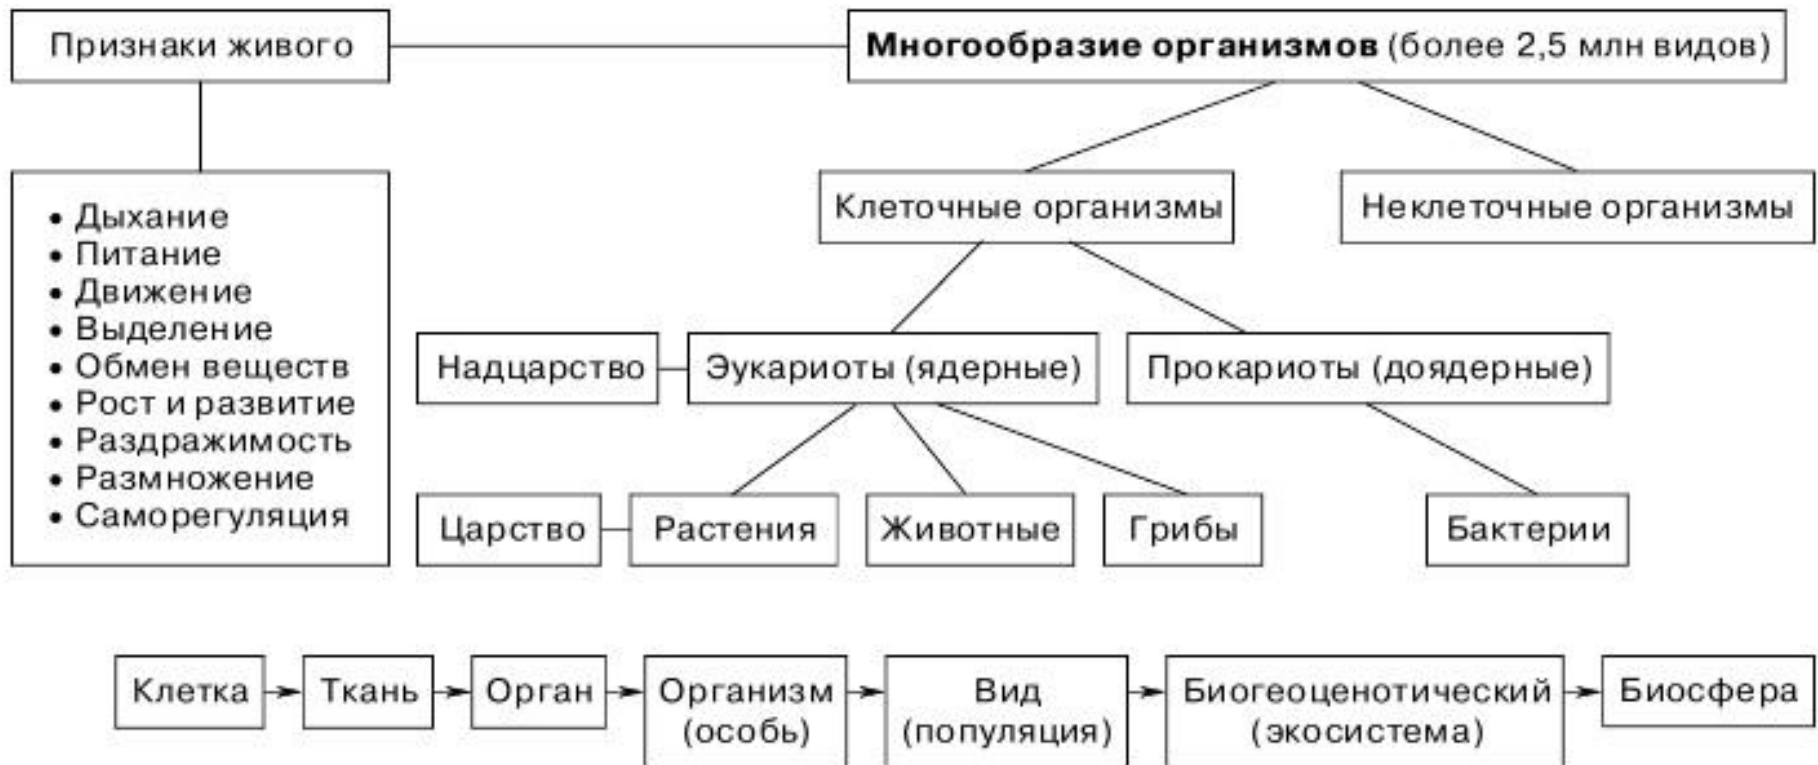 Признаки живого
Многообразие организмов (более 2,5 млн видов)
• Дыхание
• Питание
• Движение
• Выделение
• Обмен веществ
• Рост и развитие
• Раздражимость
• Размножение
• Саморегуляция
Клеточные организмы
Неклеточные организмы
Надцарство
Эукариоты (ядерные)
Прокариоты (доядерные)
Царство
Растения
Животные
Грибы
Бактерии
Клетка
Ткань
Орган
Организм
(особь)
Вид
(популяция)
Биогеоценотический
(экосистема)
Биосфера